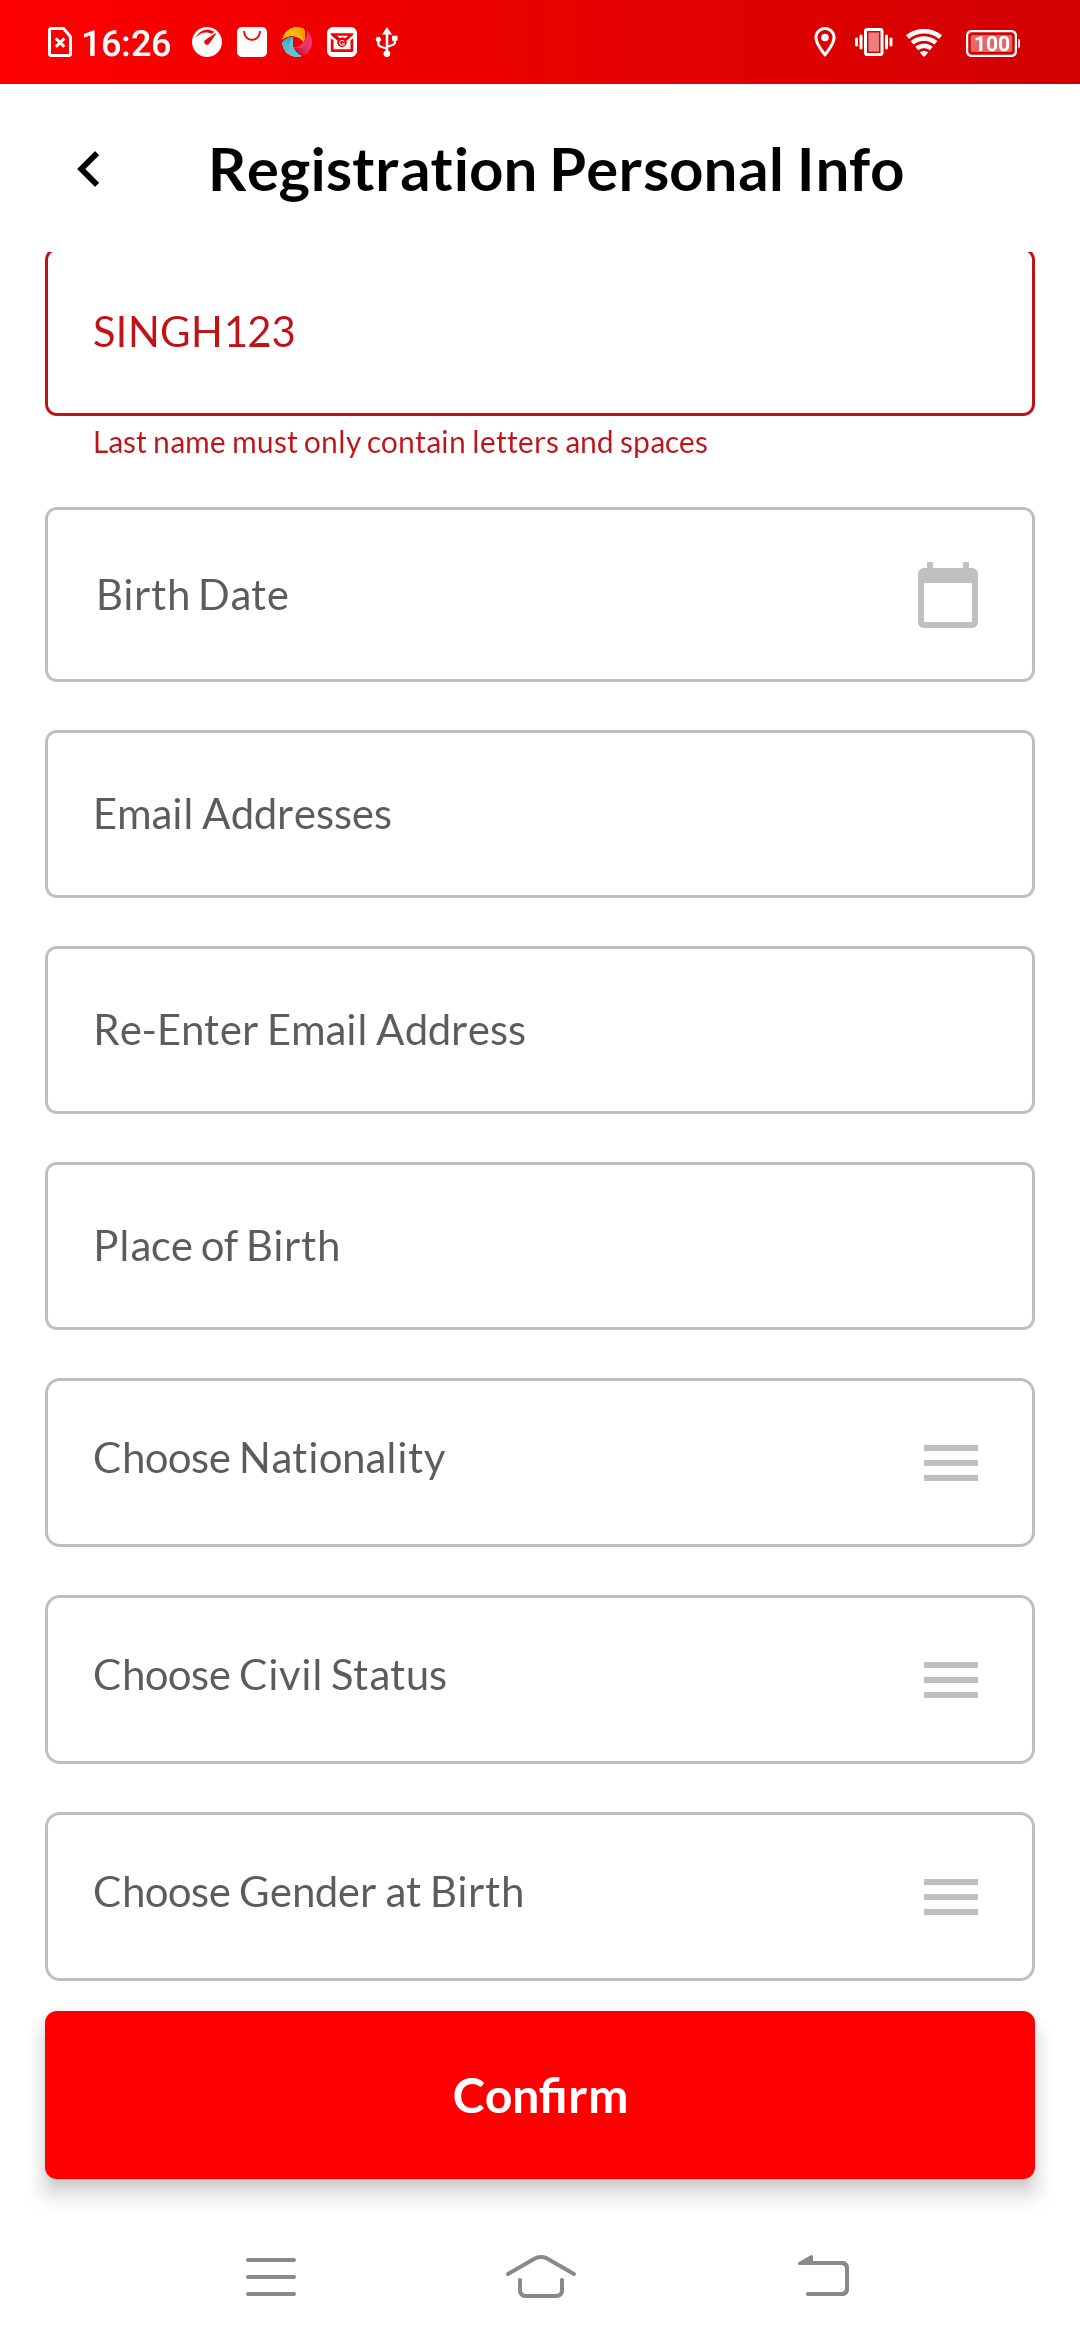 16:26
100
Registration Personal Info
SINGH123
Last name must only contain letters and spaces
Birth Date
Email Addresses
Re-Enter Email Address
Place of Birth
Choose Nationality
Choose Civil Status
Choose Gender at Birth
Confirm